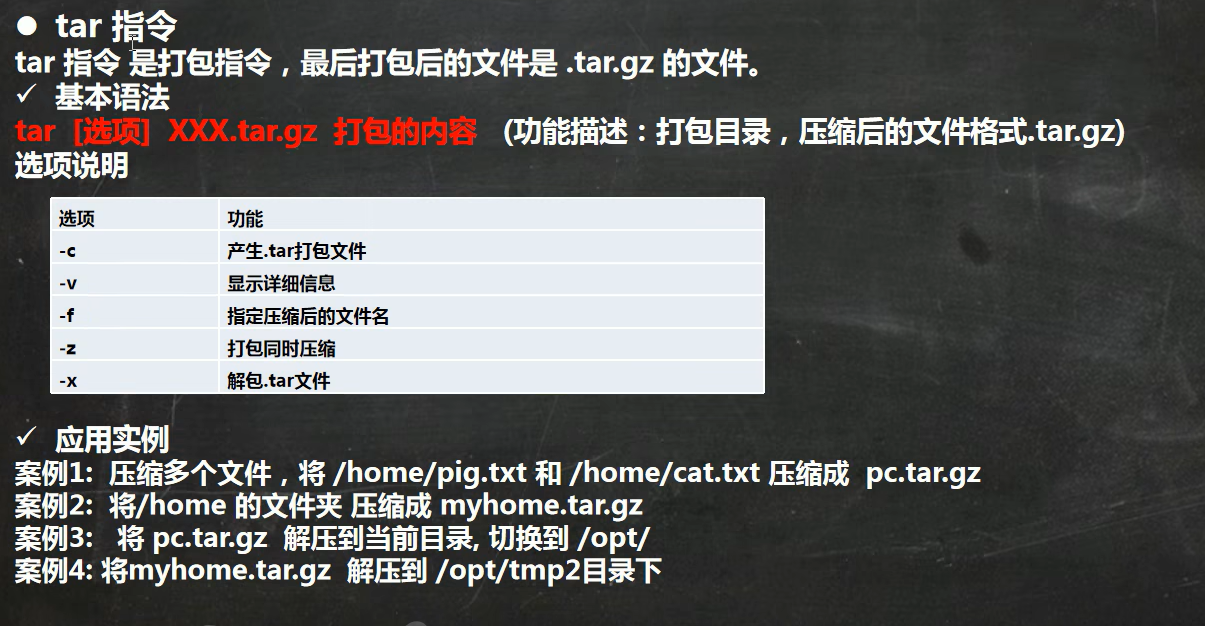 ● tar 指令
tar 指令 是打包指令，最后打包后的文件是 .tar.gz 的文件。
✓ 基本语法
tar [选项] XXX.tar.gz 打包的内容 (功能描述：打包目录，压缩后的文件格式.tar.gz)
选项说明
选项 功能
-c 产生.tar打包文件
-v 显示详细信息
-f 指定压缩后的文件名
-z 打包同时压缩
-x 解包.tar文件
✓ 应用实例
案例1: 压缩多个文件，将 /home/pig.txt 和 /home/cat.txt 压缩成 pc.tar.gz
案例2: 将/home 的文件夹 压缩成 myhome.tar.gz
案例3: 将 pc.tar.gz 解压到当前目录, 切换到 /opt/
案例4: 将myhome.tar.gz 解压到 /opt/tmp2目录下